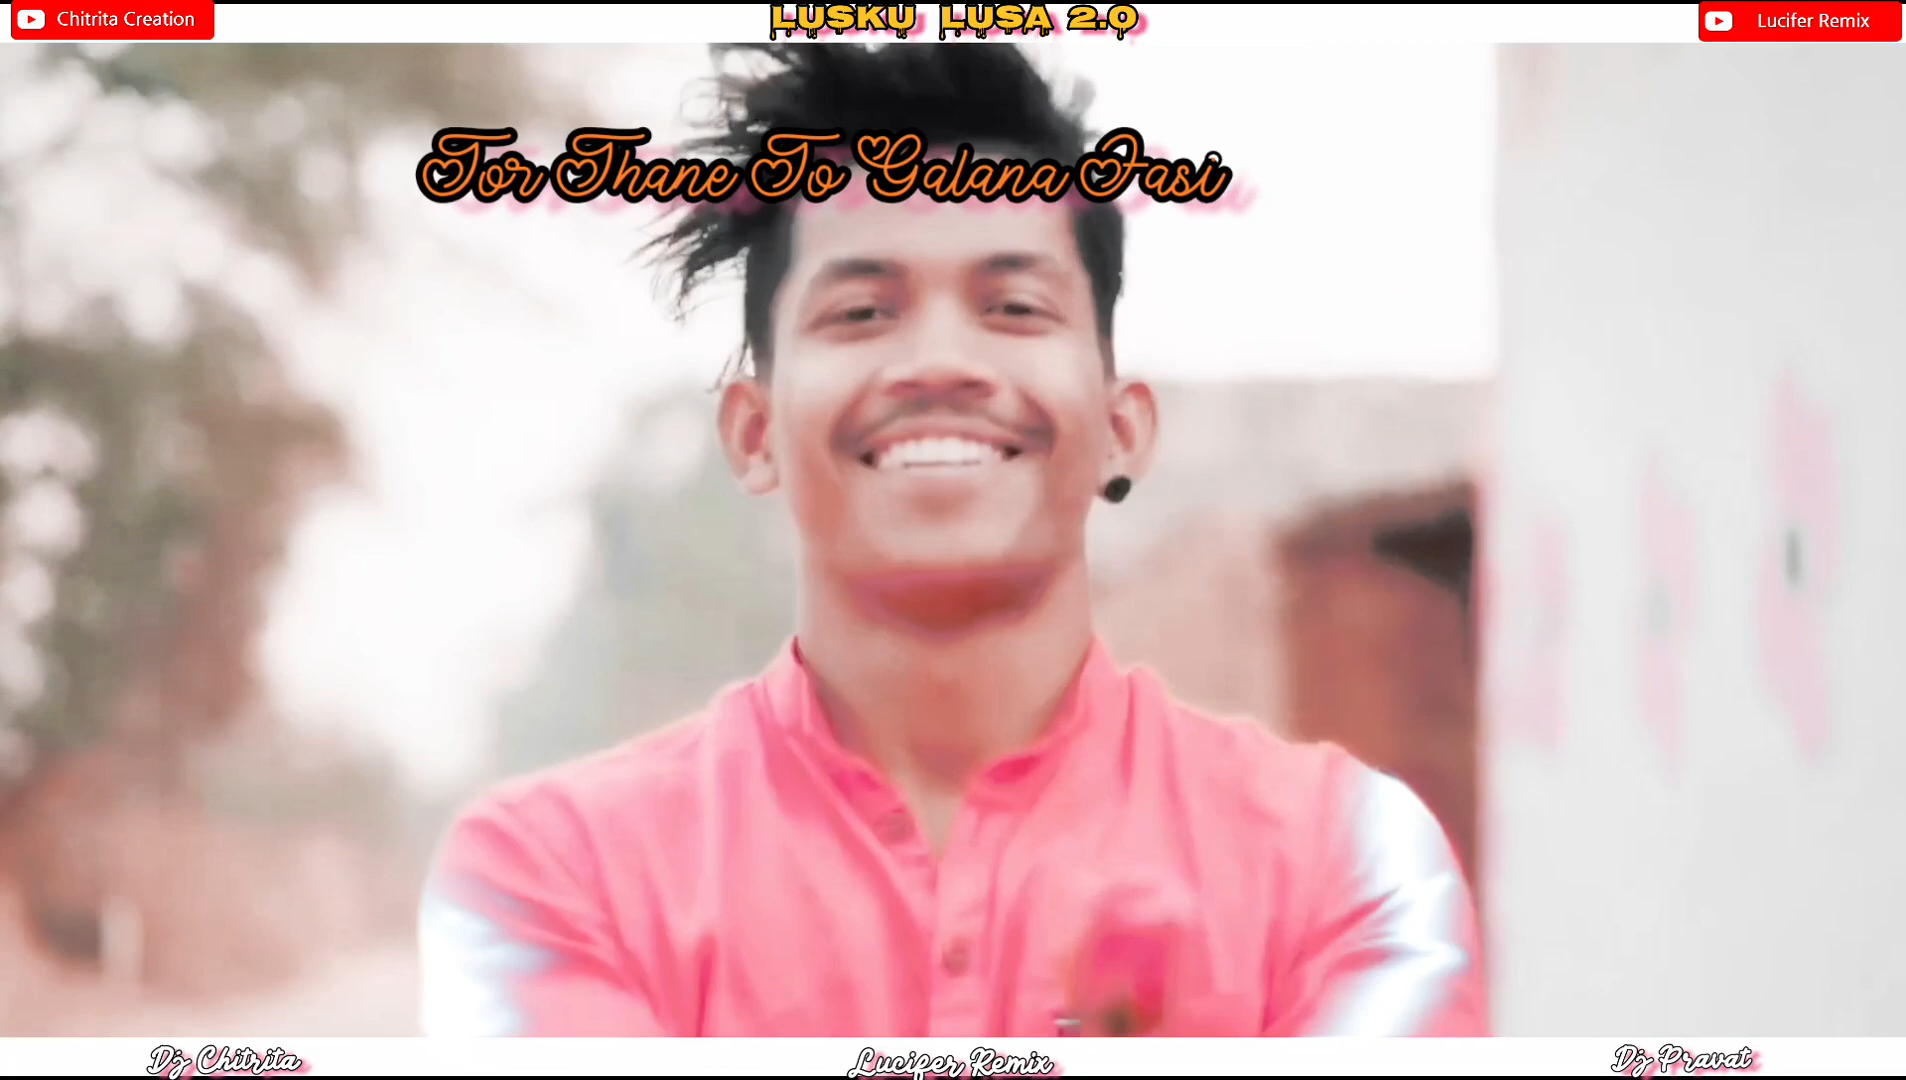 Chitrita Creation
LUSKU LUSA 2.0
Lucifer Remix
Tor Thane To Galana Fasi
Dj Chitrita
Lucifer Remix
Dj Pravat